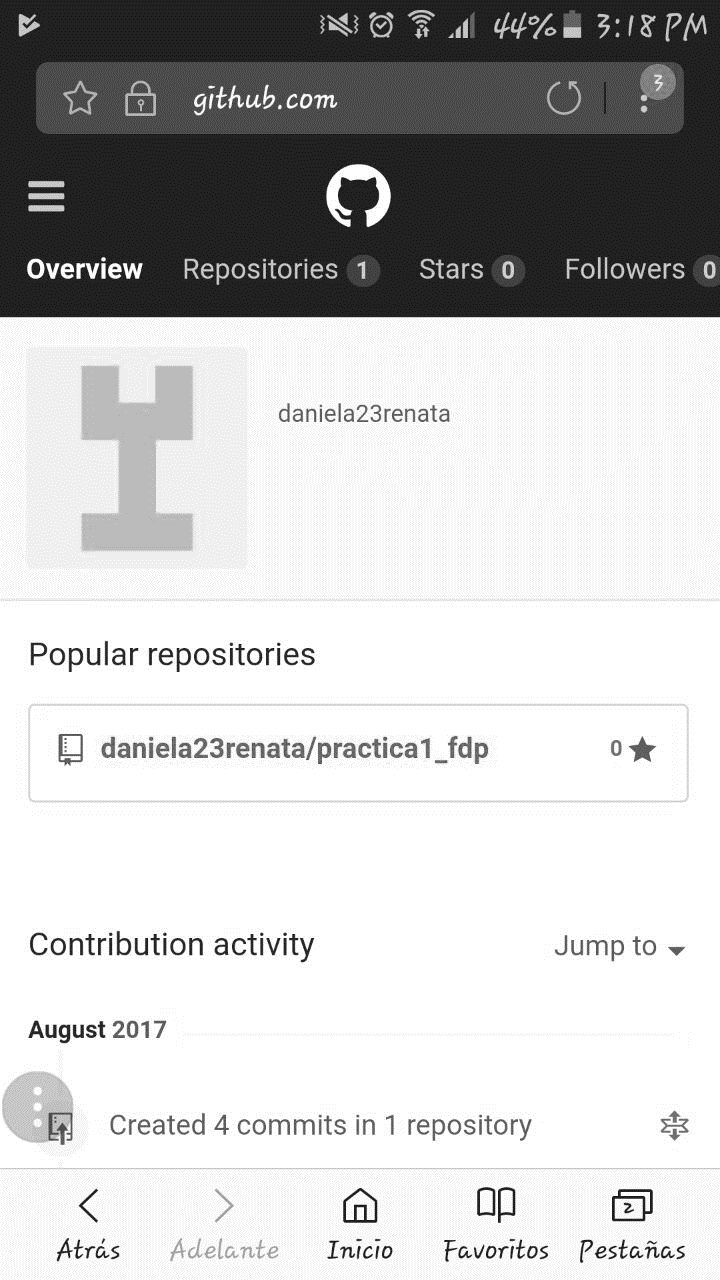 44% 3:18 PM
github.com
3
Overview Repositories 1 Stars 0 Followers 0
daniela23renata
Popular repositories
daniela23renata/practica1_fdp 0
Contribution activity Jump to
August 2017
Created 4 commits in 1 repository
2
Atrás Adelante Inicio Favoritos Pestañas